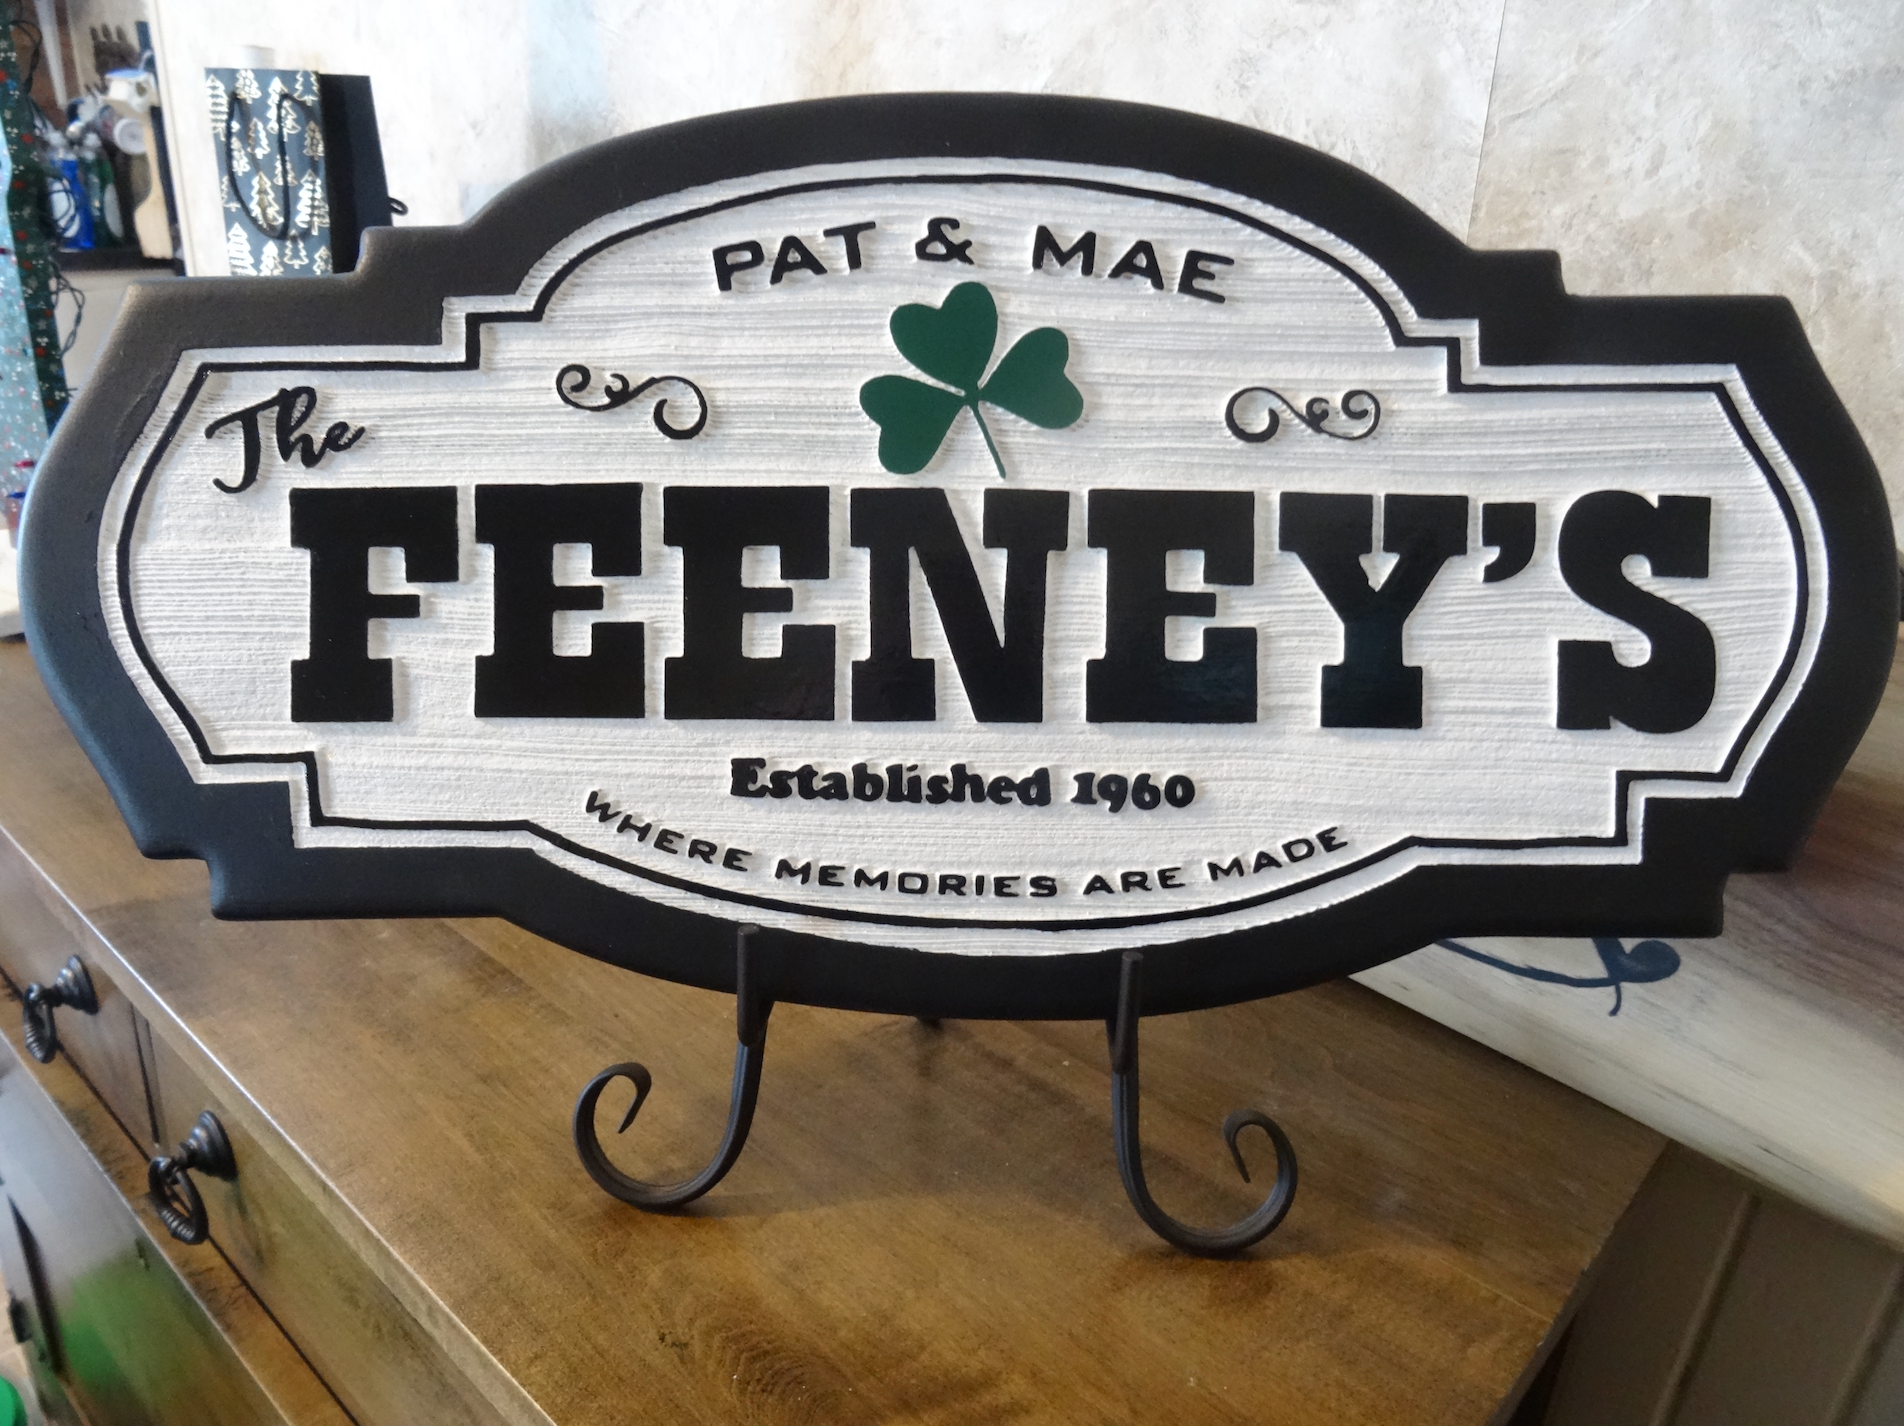 PAT & MAE
The
FEENEY'S
Established 1960
WHERE MEMORIES ARE MADE